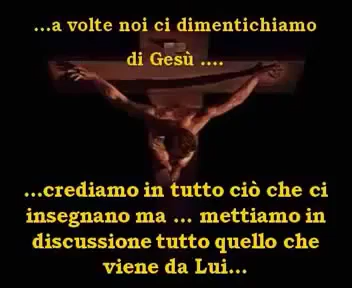 ...a volte noi ci dimentichiamo
di Gesù ....
...crediamo in tutto ciò che ci
insegnano ma ... mettiamo in
discussione tutto quello che
viene da Lui...